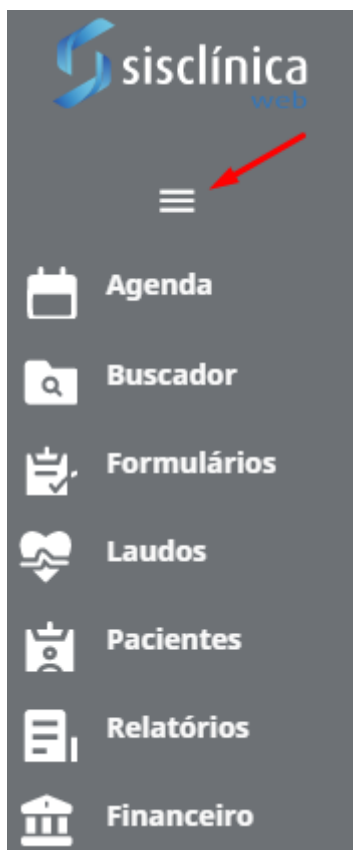 sisclínica
web
Agenda
Buscador
Formulários
Laudos
Pacientes
Relatórios
Financeiro